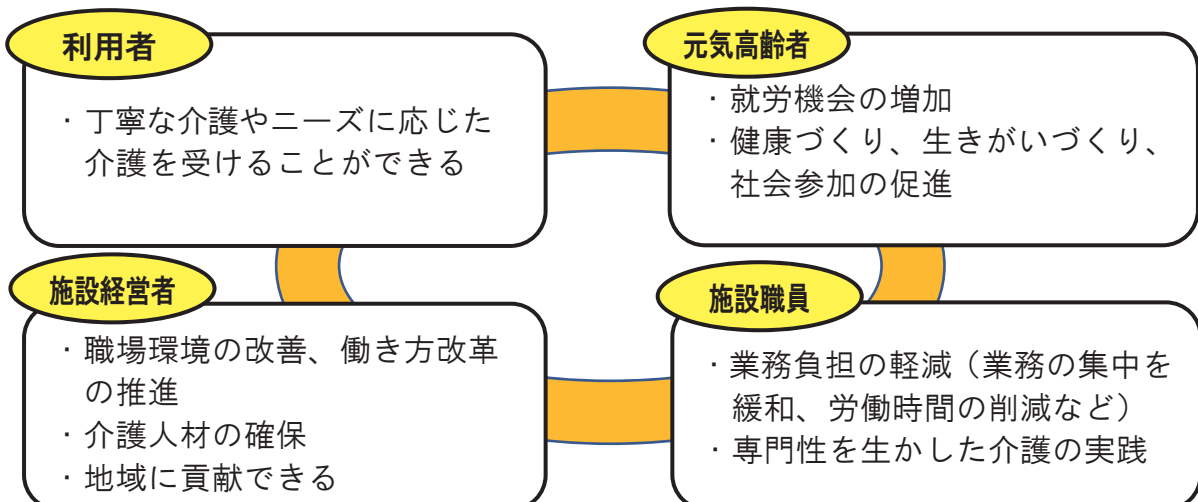 利用者
・丁寧な介護やニーズに応じた
介護を受けることができる
元気高齢者
・就労機会の増加
・健康づくり、生きがいづくり、
社会参加の促進
施設経営者
・職場環境の改善、働き方改革
の推進
・介護人材の確保
・地域に貢献できる
施設職員
・業務負担の軽減（業務の集中を
緩和、労働時間の削減など）
・専門性を生かした介護の実践